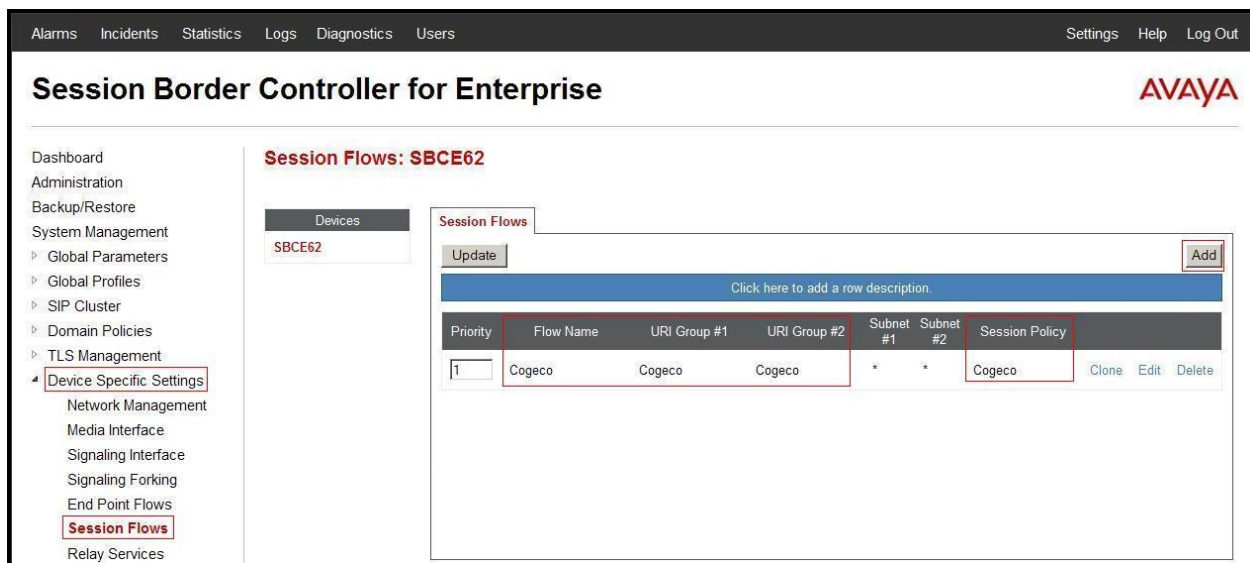 Alarms Incidents Statistics Logs Diagnostics Users Settings Help Log Out
Session Border Controller for Enterprise
AVAYA
Dashboard
Administration
Backup/Restore
System Management
Global Parameters
Global Profiles
SIP Cluster
Domain Policies
TLS Management
Device Specific Settings
Network Management
Media Interface
Signaling Interface
Signaling Forking
End Point Flows
Session Flows
Relay Services
Session Flows: SBCE62
Devices
SBCE62
Session Flows
Update Add
Click here to add a row description.
Priority Flow Name URI Group #1 URI Group #2 Subnet #1 Subnet #2 Session Policy
1 Cogeco Cogeco Cogeco * * Cogeco Clone Edit Delete